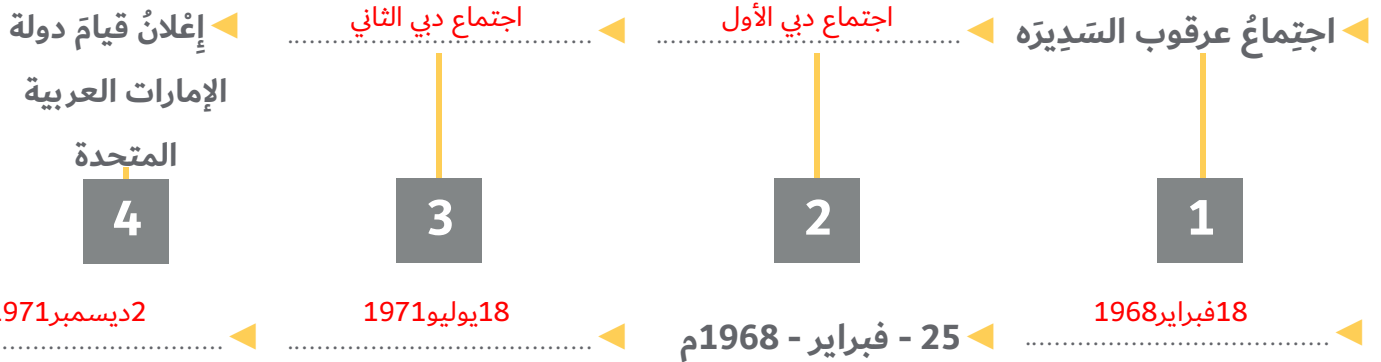 اجتِماعُ عرقوب السَدِيرَه
اجتماع دبي الأول
اجتماع دبي الثاني
إِعْلانُ قيامَ دولة
الإمارات العربية
المتحدة
1
2
3
4
18فبراير1968
25 - فبراير - 1968م
18يوليو1971
2ديسمبر1971